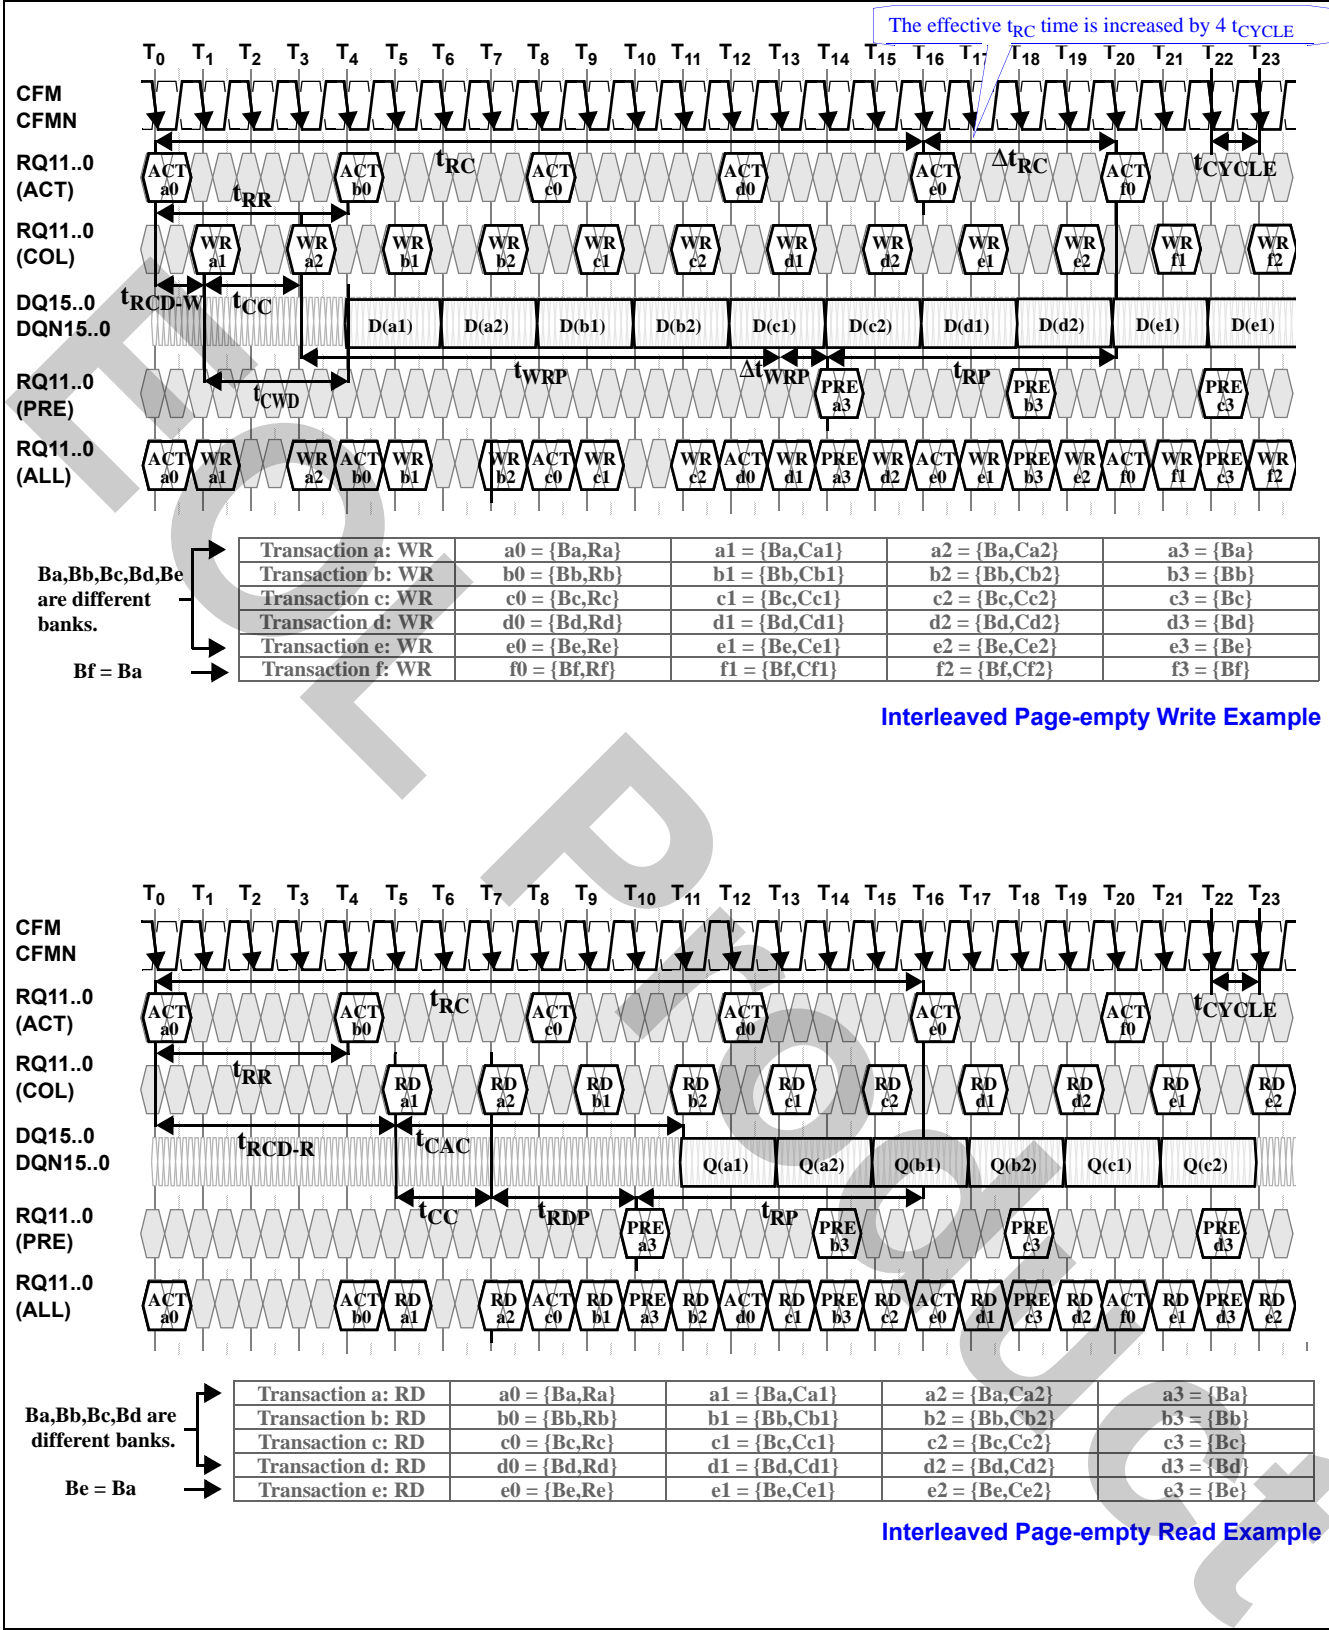 The effective tRC time is increased by 4 tCYCLE
T0 T1 T2 T3 T4 T5 T6 T7 T8 T9 T10 T11 T12 T13 T14 T15 T16 T17 T18 T19 T20 T21 T22 T23
CFM
CFMN
RQ11..0
(ACT)
ACT a0 ACT b0 ACT c0 ACT d0 ACT e0 ACT f0
tRC ΔtRC tCYCLE
tRR
RQ11..0
(COL)
WR a1 WR a2 WR b1 WR b2 WR c1 WR c2 WR d1 WR d2 WR e1 WR e2 WR f1 WR f2
tRCD-W tCC
DQ15..0
DQN15..0
D(a1) D(a2) D(b1) D(b2) D(c1) D(c2) D(d1) D(d2) D(e1) D(e1)
tCWD tWRP ΔtWRP tRP
RQ11..0
(PRE)
PRE a3 PRE b3 PRE c3
RQ11..0
(ALL)
ACT a0 WR a1 WR a2 ACT b0 WR b1 WR b2 ACT c0 WR c1 WR c2 ACT d0 WR d1 PRE a3 WR d2 ACT e0 WR e1 PRE b3 WR e2 ACT f0 WR f1 PRE c3 WR f2
Ba,Bb,Bc,Bd,Be
are different
banks.
Bf = Ba
Transaction a: WR a0 = {Ba,Ra} a1 = {Ba,Ca1} a2 = {Ba,Ca2} a3 = {Ba}
Transaction b: WR b0 = {Bb,Rb} b1 = {Bb,Cb1} b2 = {Bb,Cb2} b3 = {Bb}
Transaction c: WR c0 = {Bc,Rc} c1 = {Bc,Cc1} c2 = {Bc,Cc2} c3 = {Bc}
Transaction d: WR d0 = {Bd,Rd} d1 = {Bd,Cd1} d2 = {Bd,Cd2} d3 = {Bd}
Transaction e: WR e0 = {Be,Re} e1 = {Be,Ce1} e2 = {Be,Ce2} e3 = {Be}
Transaction f: WR f0 = {Bf,Rf} f1 = {Bf,Cf1} f2 = {Bf,Cf2} f3 = {Bf}
Interleaved Page-empty Write Example
T0 T1 T2 T3 T4 T5 T6 T7 T8 T9 T10 T11 T12 T13 T14 T15 T16 T17 T18 T19 T20 T21 T22 T23
CFM
CFMN
RQ11..0
(ACT)
ACT a0 ACT b0 ACT c0 ACT d0 ACT e0 ACT f0
tRC tCYCLE
tRR
RQ11..0
(COL)
RD a1 RD a2 RD b1 RD b2 RD c1 RD c2 RD d1 RD d2 RD e1 RD e2
tRCD-R tCAC
DQ15..0
DQN15..0
Q(a1) Q(a2) Q(b1) Q(b2) Q(c1) Q(c2)
tCC tRDP tRP
RQ11..0
(PRE)
PRE a3 PRE b3 PRE c3 PRE d3
RQ11..0
(ALL)
ACT a0 ACT b0 RD a1 RD a2 ACT c0 RD b1 PRE a3 RD b2 ACT d0 RD c1 PRE b3 RD c2 ACT e0 RD d1 PRE c3 RD d2 ACT f0 RD e1 PRE d3 RD e2
Ba,Bb,Bc,Bd are
different banks.
Be = Ba
Transaction a: RD a0 = {Ba,Ra} a1 = {Ba,Ca1} a2 = {Ba,Ca2} a3 = {Ba}
Transaction b: RD b0 = {Bb,Rb} b1 = {Bb,Cb1} b2 = {Bb,Cb2} b3 = {Bb}
Transaction c: RD c0 = {Bc,Rc} c1 = {Bc,Cc1} c2 = {Bc,Cc2} c3 = {Bc}
Transaction d: RD d0 = {Bd,Rd} d1 = {Bd,Cd1} d2 = {Bd,Cd2} d3 = {Bd}
Transaction e: RD e0 = {Be,Re} e1 = {Be,Ce1} e2 = {Be,Ce2} e3 = {Be}
Interleaved Page-empty Read Example
EOL Product